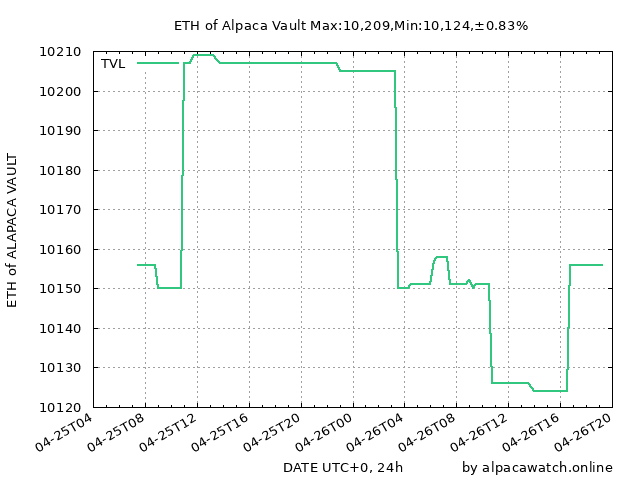 ETH of Alpaca Vault Max:10,209,Min:10,124,±0.83%
TVL
ETH of ALAPACA VAULT
10210
10200
10190
10180
10170
10160
10150
10140
10130
10120
04-25T04
04-25T08
04-25T12
04-25T16
04-25T20
04-26T00
04-26T04
04-26T08
04-26T12
04-26T16
04-26T20
DATE UTC+0, 24h
by alpacawatch.online